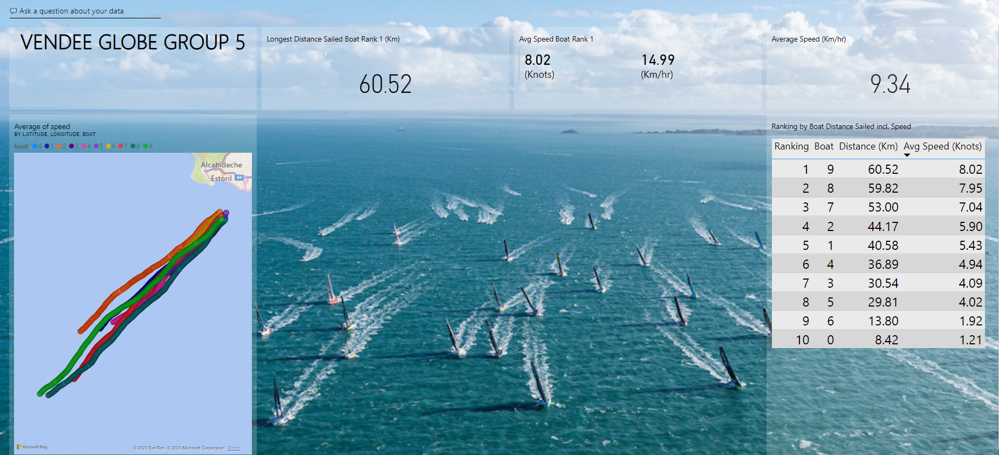 Ask a question about your data
VENDEE GLOBE GROUP 5
Longest Distance Sailed Boat Rank 1 (Km)
60.52
Avg Speed Boat Rank 1
8.02 14.99
(Knots) (Km/hr)
Average Speed (Km/hr)
9.34
Average of speed
BY LATITUDE, LONGITUDE, BOAT
boat 0 1 2 3 4 5 6 7 8 9
Alcabideche
Estoril A5
Microsoft Bing
© 2023 TomTom, © 2023 Microsoft Corporation Terms
Ranking by Boat Distance Sailed incl. Speed
Ranking Boat Distance (Km) Avg Speed (Knots)
1 9 60.52 8.02
2 8 59.82 7.95
3 7 53.00 7.04
4 2 44.17 5.90
5 1 40.58 5.43
6 4 36.89 4.94
7 3 30.54 4.09
8 5 29.81 4.02
9 6 13.80 1.92
10 0 8.42 1.21